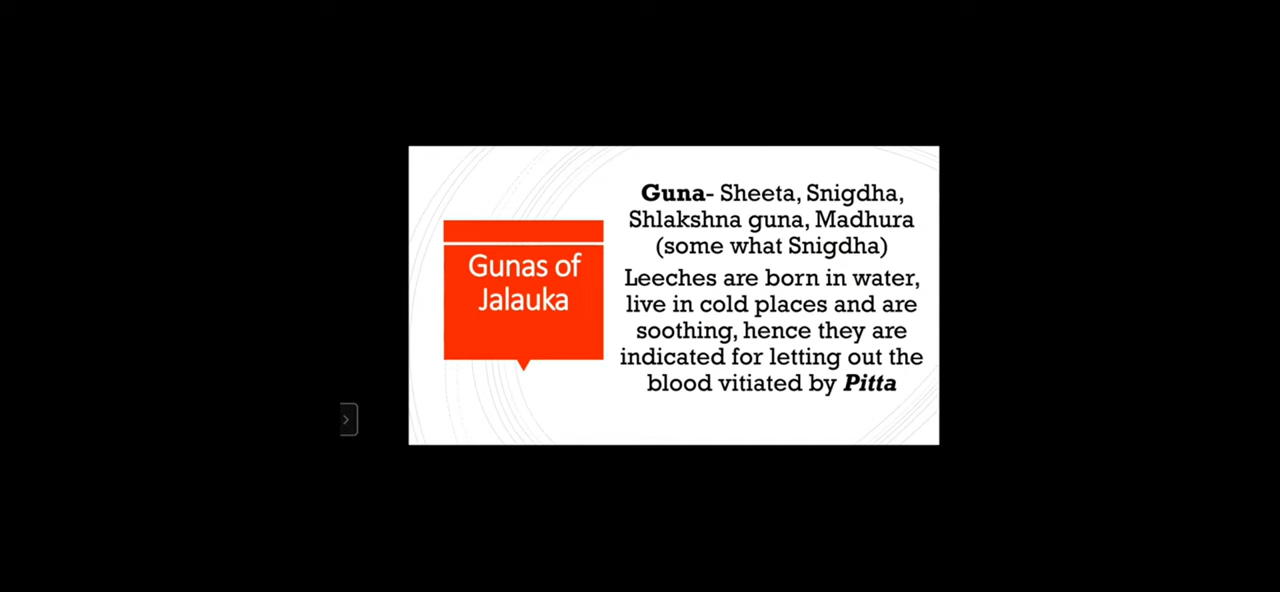 Gunas of
Jalauka
Guna- Sheeta, Snigdha,
Shlakshna guna, Madhura
(some what Snigdha)
Leeches are born in water,
live in cold places and are
soothing, hence they are
indicated for letting out the
blood vitiated by Pitta